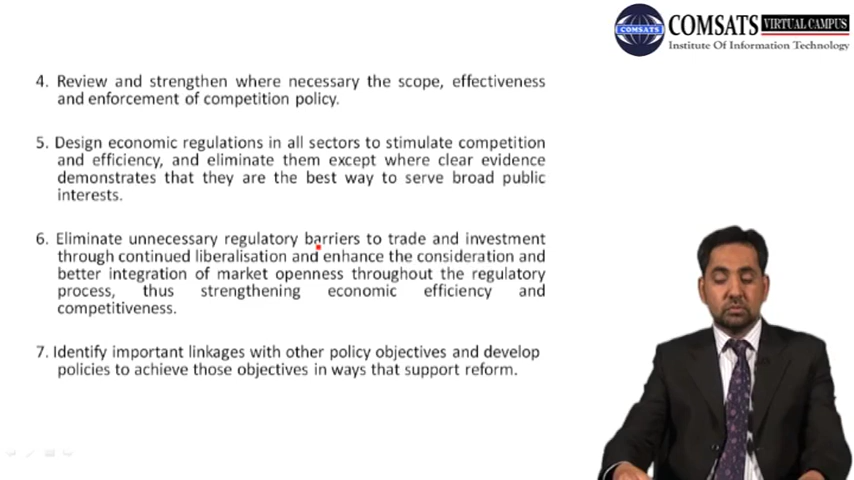 COMSATS VIRTUAL CAMPUS
COMSATS
Institute Of Information Technology
4. Review and strengthen where necessary the scope, effectiveness
and enforcement of competition policy.
5. Design economic regulations in all sectors to stimulate competition
and efficiency, and eliminate them except where clear evidence
demonstrates that they are the best way to serve broad public
interests.
6. Eliminate unnecessary regulatory barriers to trade and investment
through continued liberalisation and enhance the consideration and
better integration of market openness throughout the regulatory
process, thus strengthening economic efficiency and
competitiveness.
7. Identify important linkages with other policy objectives and develop
policies to achieve those objectives in ways that support reform.